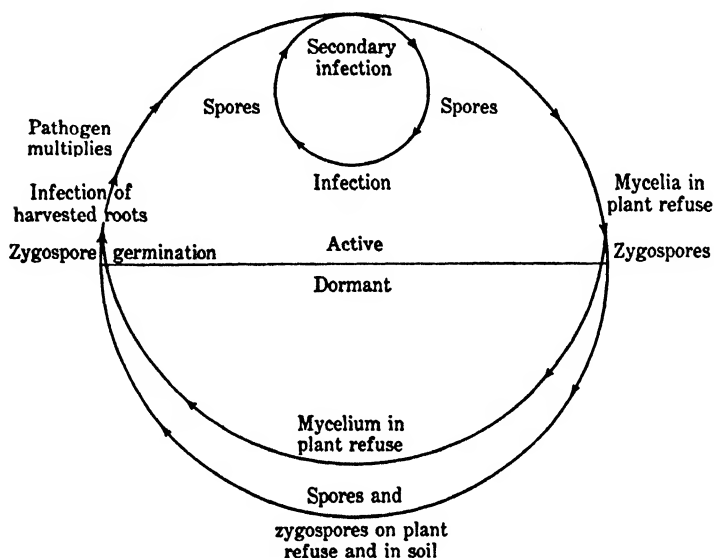 Secondary
infection
Spores
Spores
Pathogen
multiplies
Infection
Infection of
harvested roots
Mycelia in
plant refuse
Zygospore germination
Active
Zygospores
Dormant
Mycelium in
plant refuse
Spores and
zygospores on plant
refuse and in soil